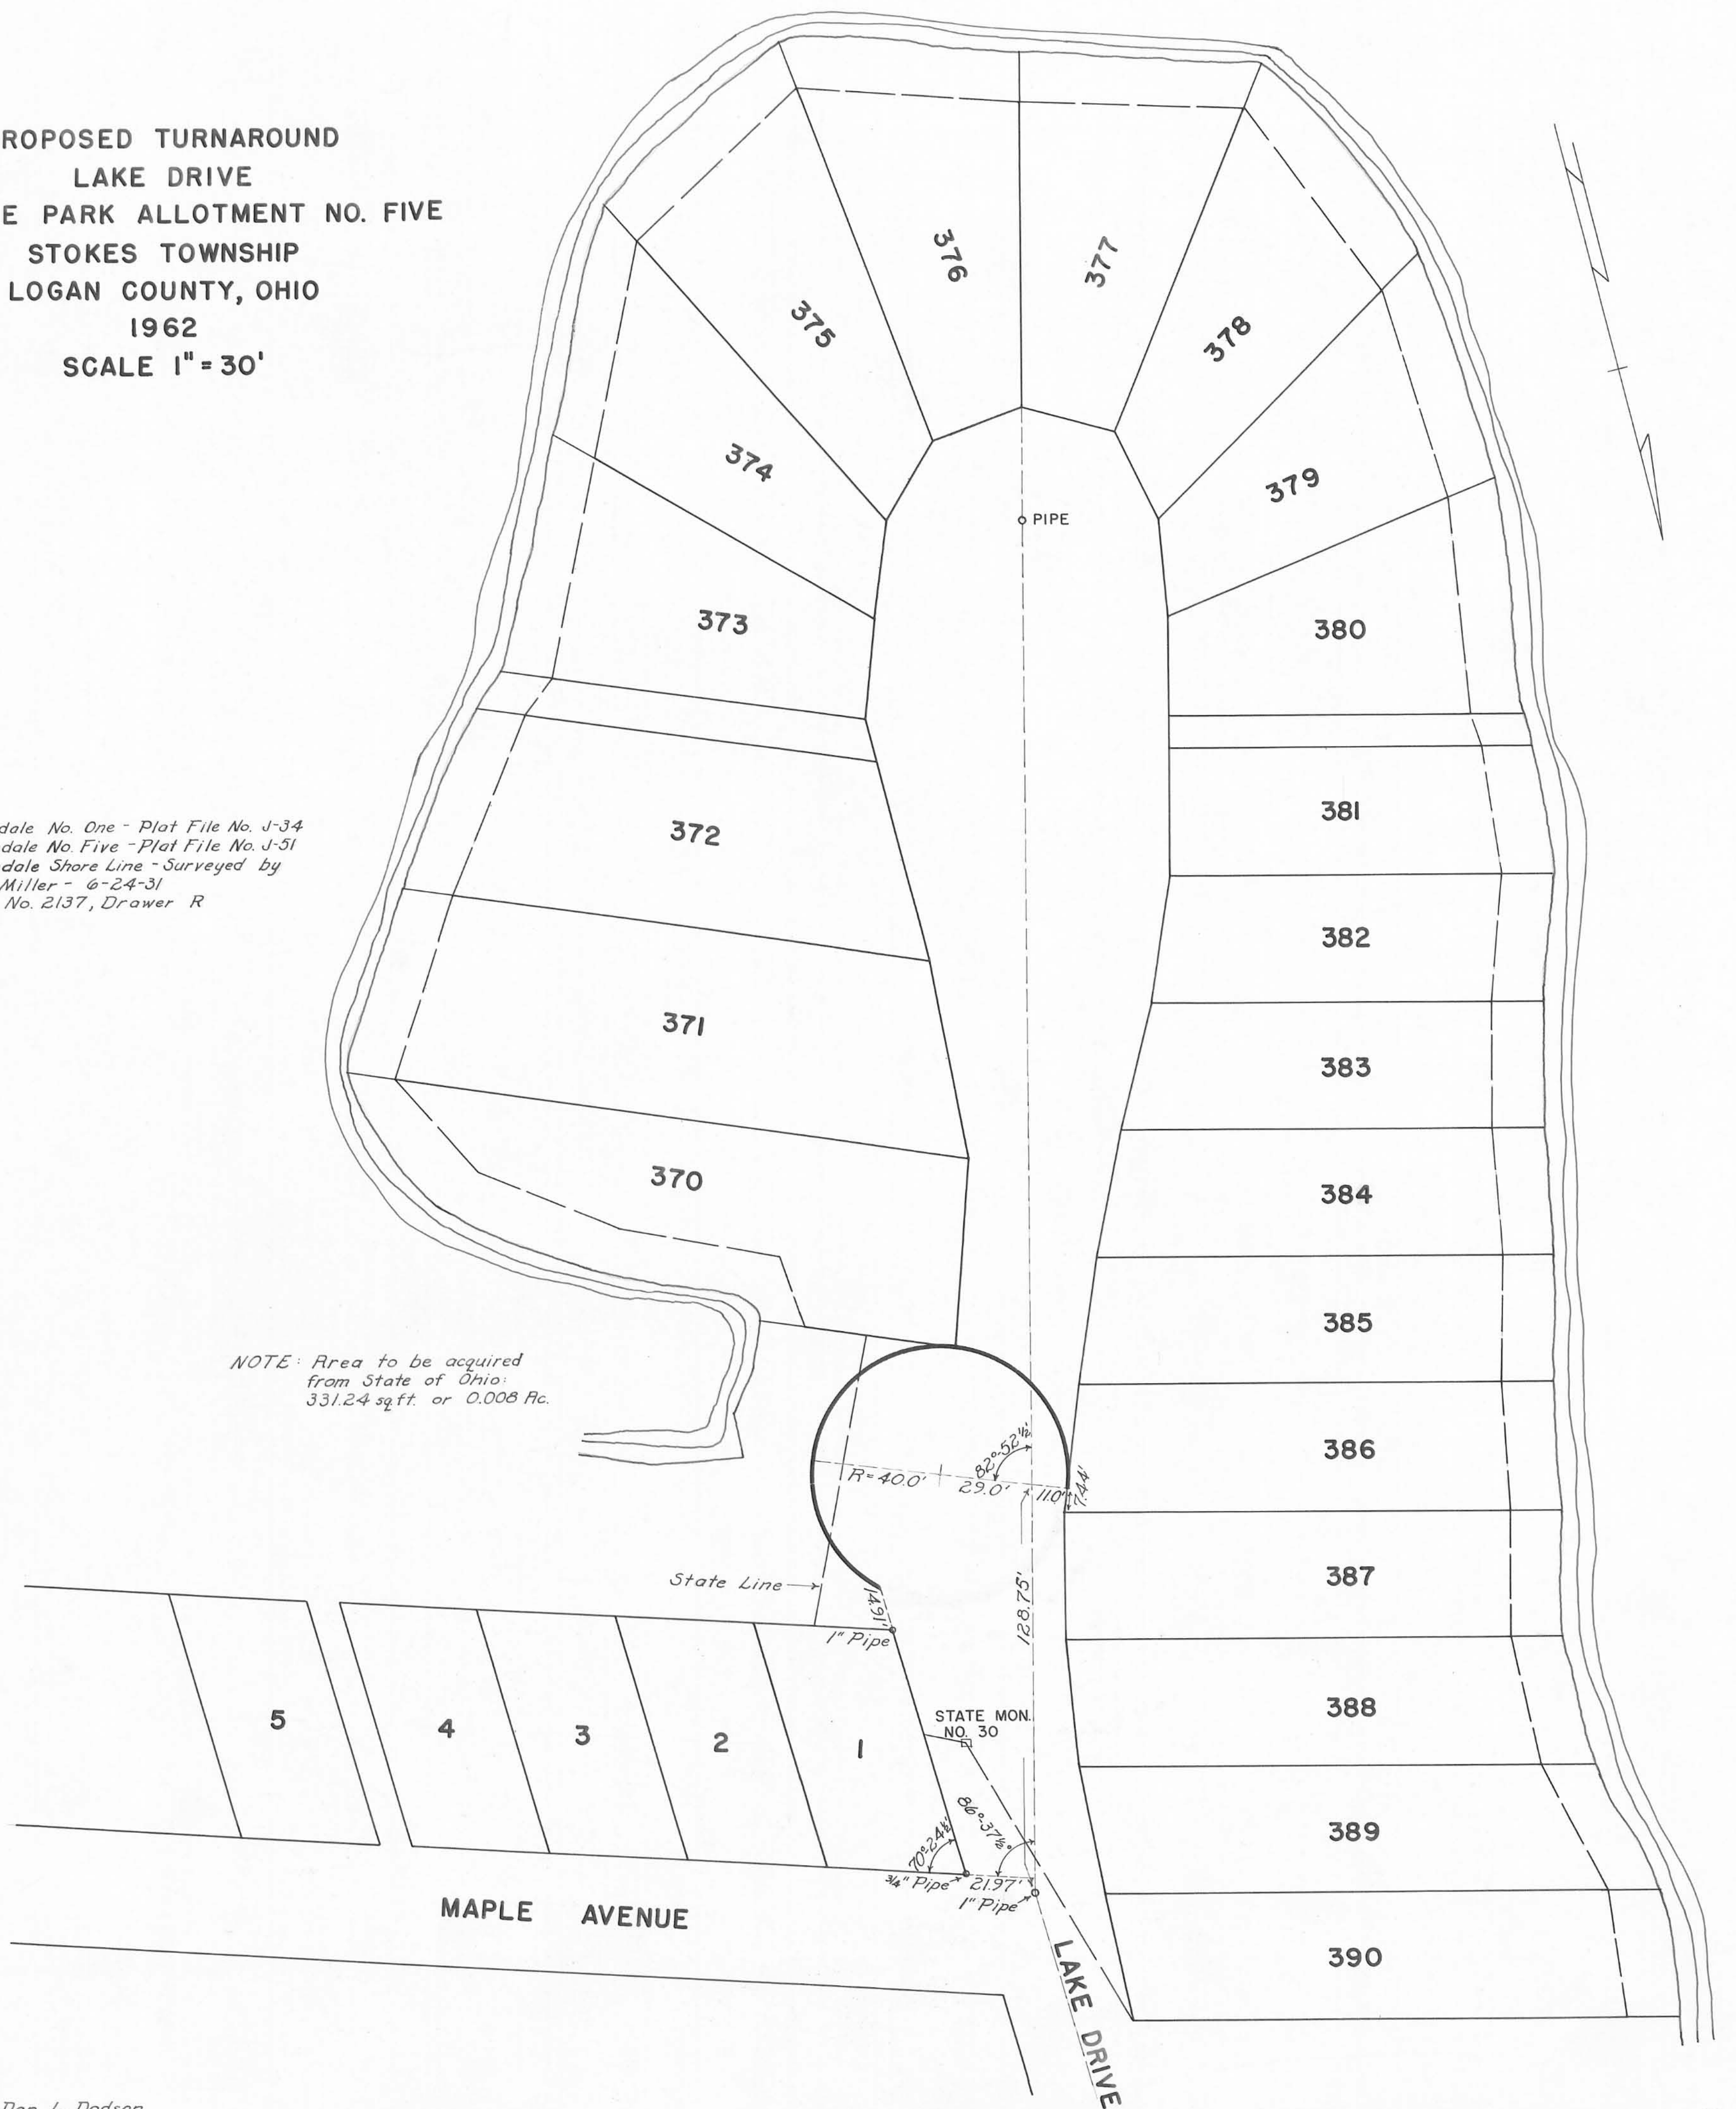 ROPOSED TURNAROUND
LAKE DRIVE
E PARK ALLOTMENT NO. FIVE
STOKES TOWNSHIP
LOGAN COUNTY, OHIO
1962
SCALE 1" = 30'
376
377
375
378
374
379
PIPE
373
380
dale No. One - Plat File No. J-34
dale No. Five - Plat File No. J-51
dale Shore Line - Surveyed by
Miller - 6-24-31
No. 2137, Drawer R
372
381
382
371
383
370
384
385
NOTE: Area to be acquired
from State of Ohio:
331.24 sq.ft. or 0.008 Ac.
386
82°-52½'
R=40.0'
29.0'
11.0'
7.44'
387
State Line
14.91'
1" Pipe
128.75'
388
5
4
3
2
1
STATE MON.
NO. 30
389
70°-24½'
86°-37½'
3/4" Pipe
21.97'
1" Pipe
MAPLE AVENUE
390
LAKE DRIVE
Dodson